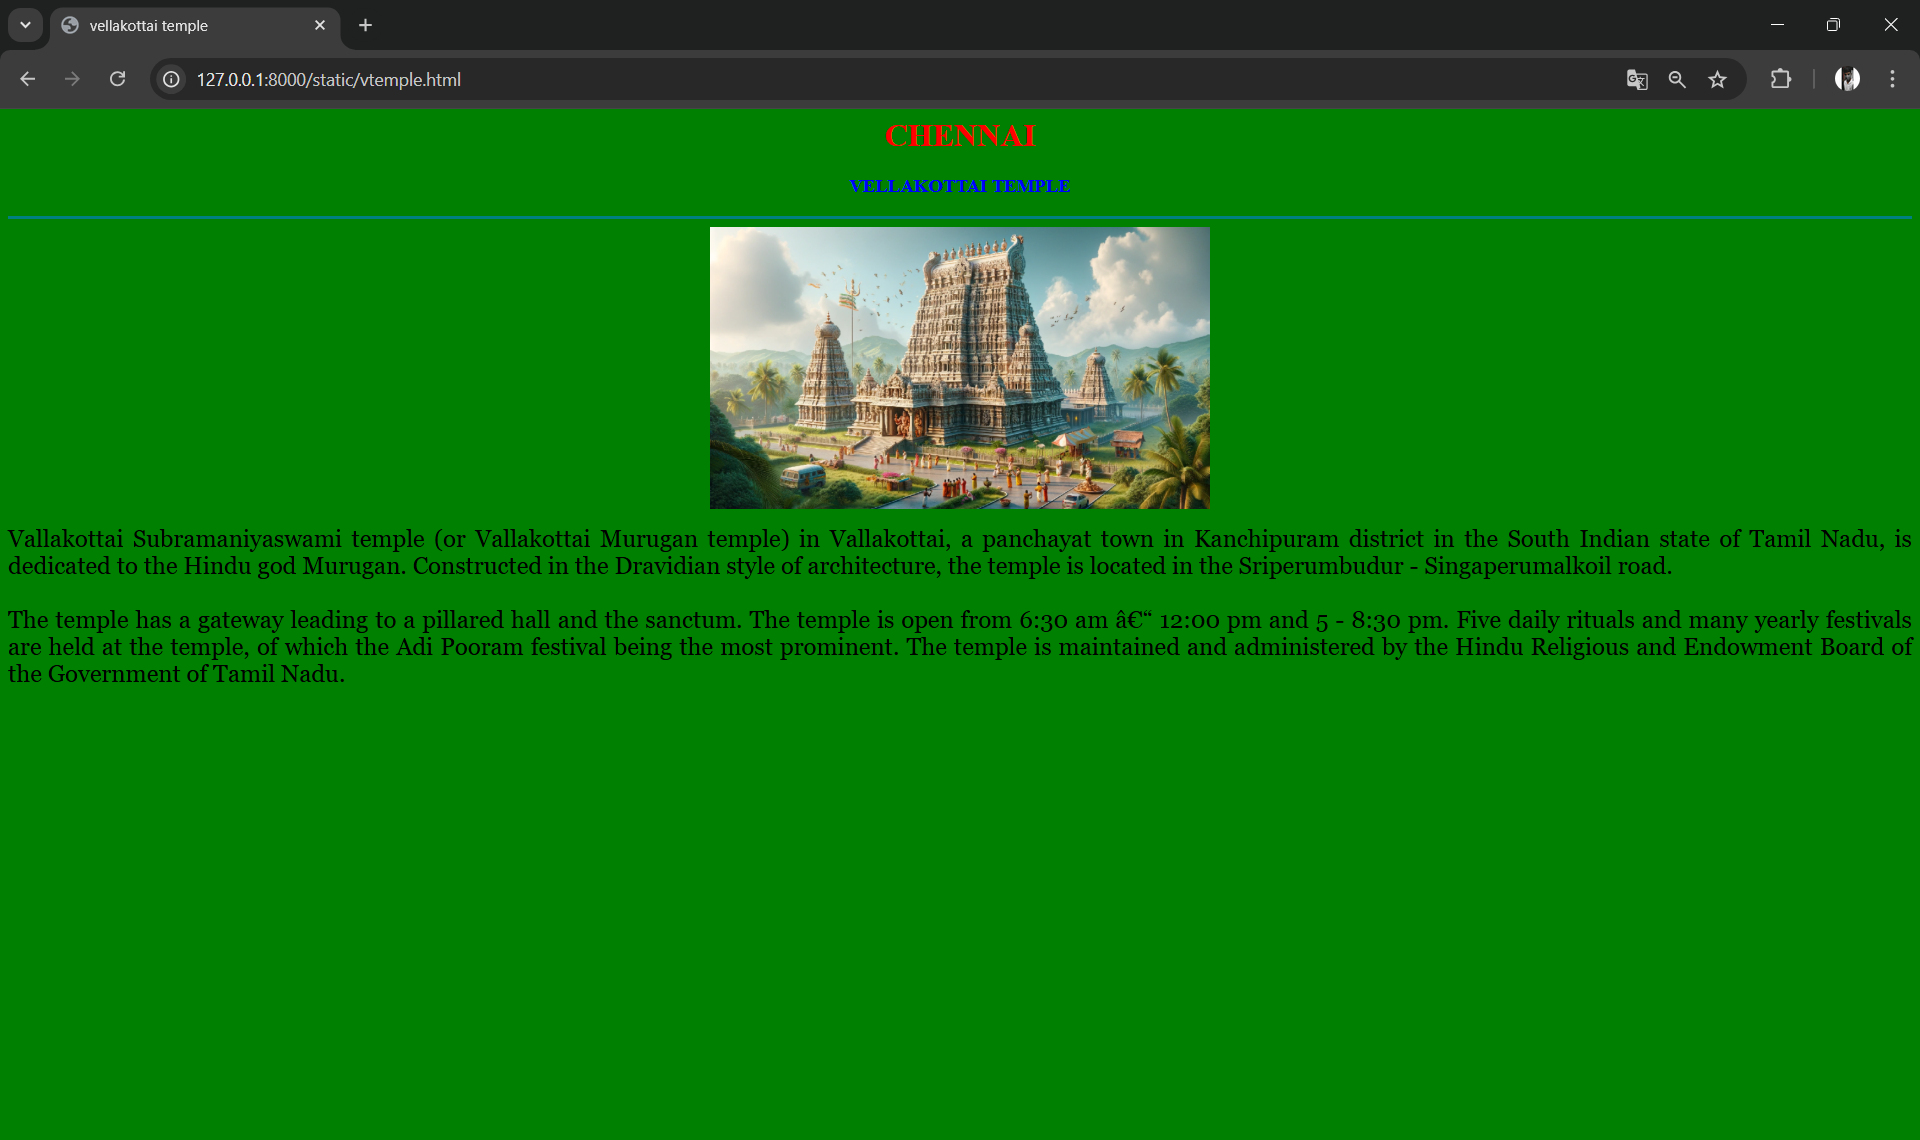 vellakottai temple
127.0.0.1:8000/static/vtemple.html
CHENNAI
VELLAKOTTAI TEMPLE
Vallakottai Subramaniyaswami temple (or Vallakottai Murugan temple) in Vallakottai, a panchayat town in Kanchipuram district in the South Indian state of Tamil Nadu, is
dedicated to the Hindu god Murugan. Constructed in the Dravidian style of architecture, the temple is located in the Sriperumbudur - Singaperumalkoil road.
The temple has a gateway leading to a pillared hall and the sanctum. The temple is open from 6:30 am â€“ 12:00 pm and 5 - 8:30 pm. Five daily rituals and many yearly festivals
are held at the temple, of which the Adi Pooram festival being the most prominent. The temple is maintained and administered by the Hindu Religious and Endowment Board of
the Government of Tamil Nadu.